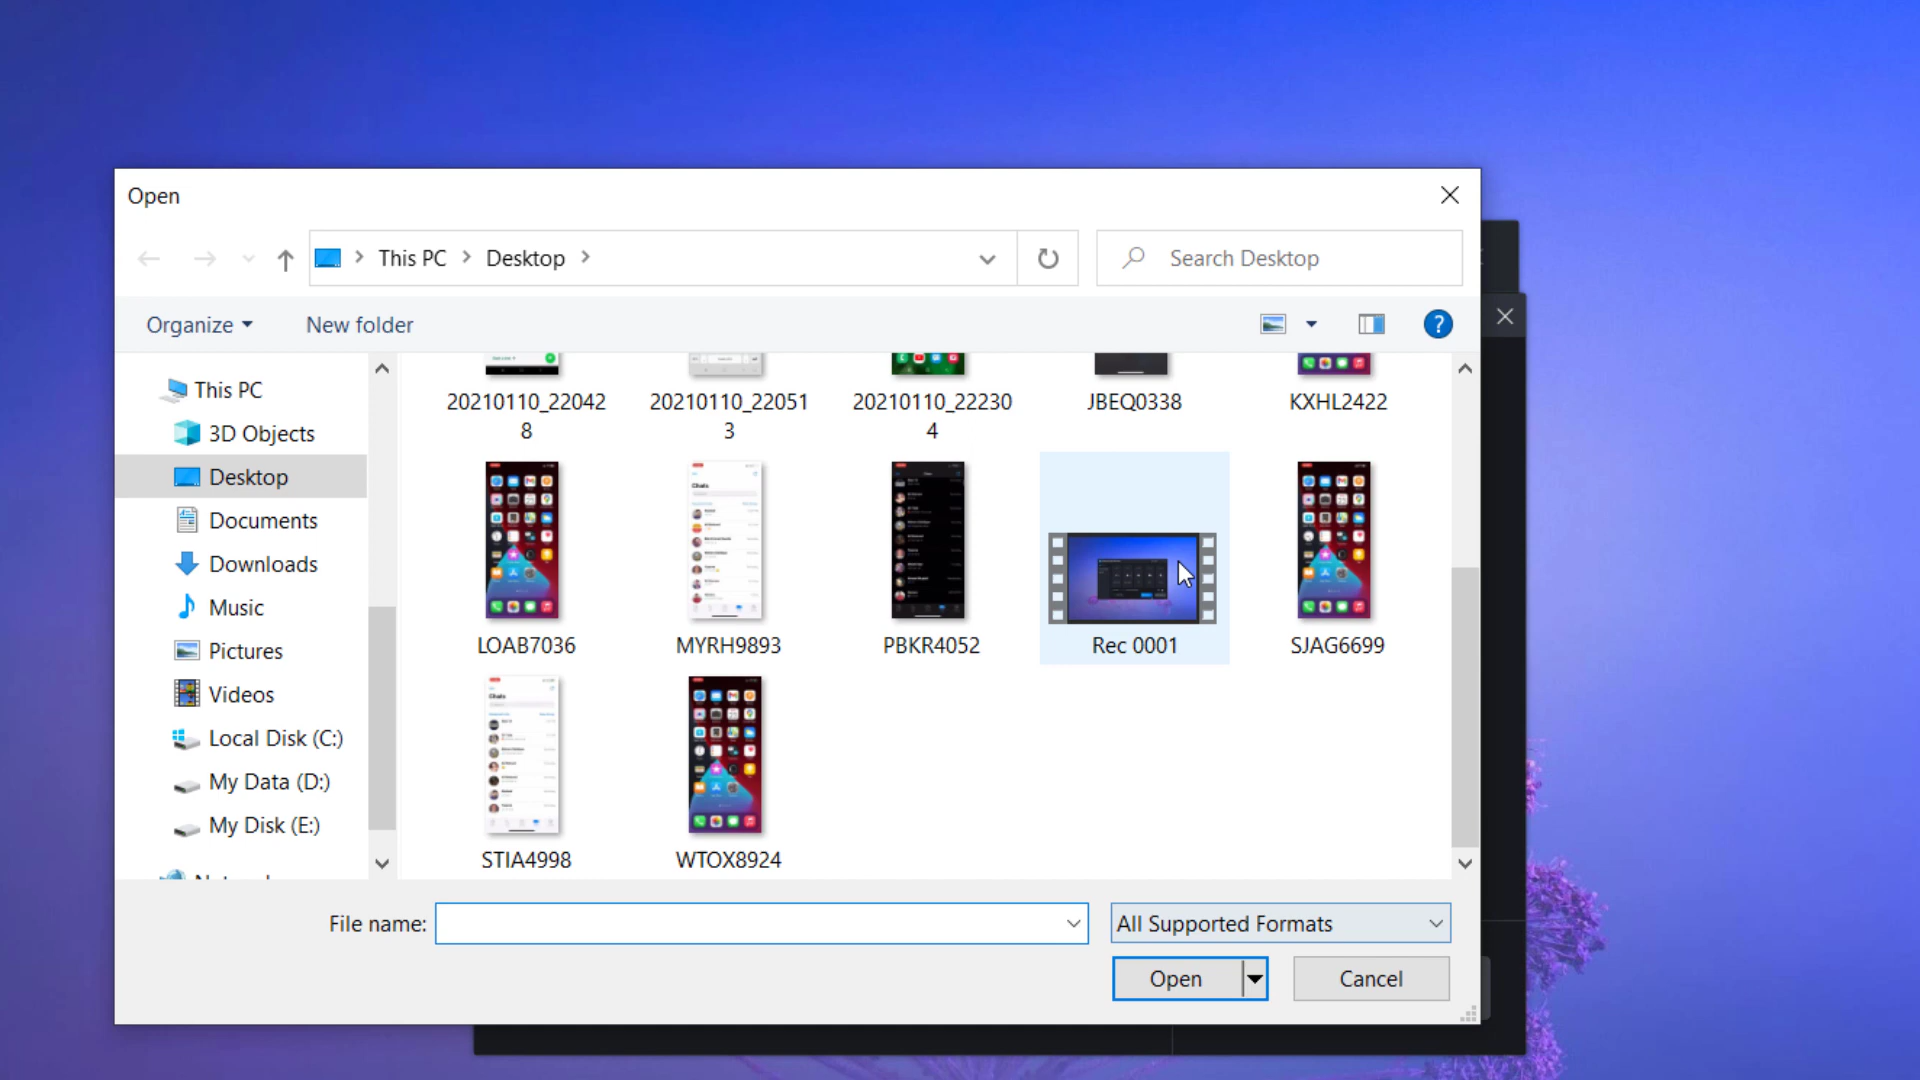 Open
This PC
Desktop
Search Desktop
Organize
New folder
This PC
3D Objects
Desktop
Documents
Downloads
Music
Pictures
Videos
Local Disk (C:)
My Data (D:)
My Disk (E:)
20210110_22042
8
20210110_22051
3
20210110_22230
4
JBEQ0338
KXHL2422
Chats
LOAB7036
MYRH9893
PBKR4052
Rec 0001
SJAG6699
Chats
STIA4998
WTOX8924
File name:
All Supported Formats
Open
Cancel